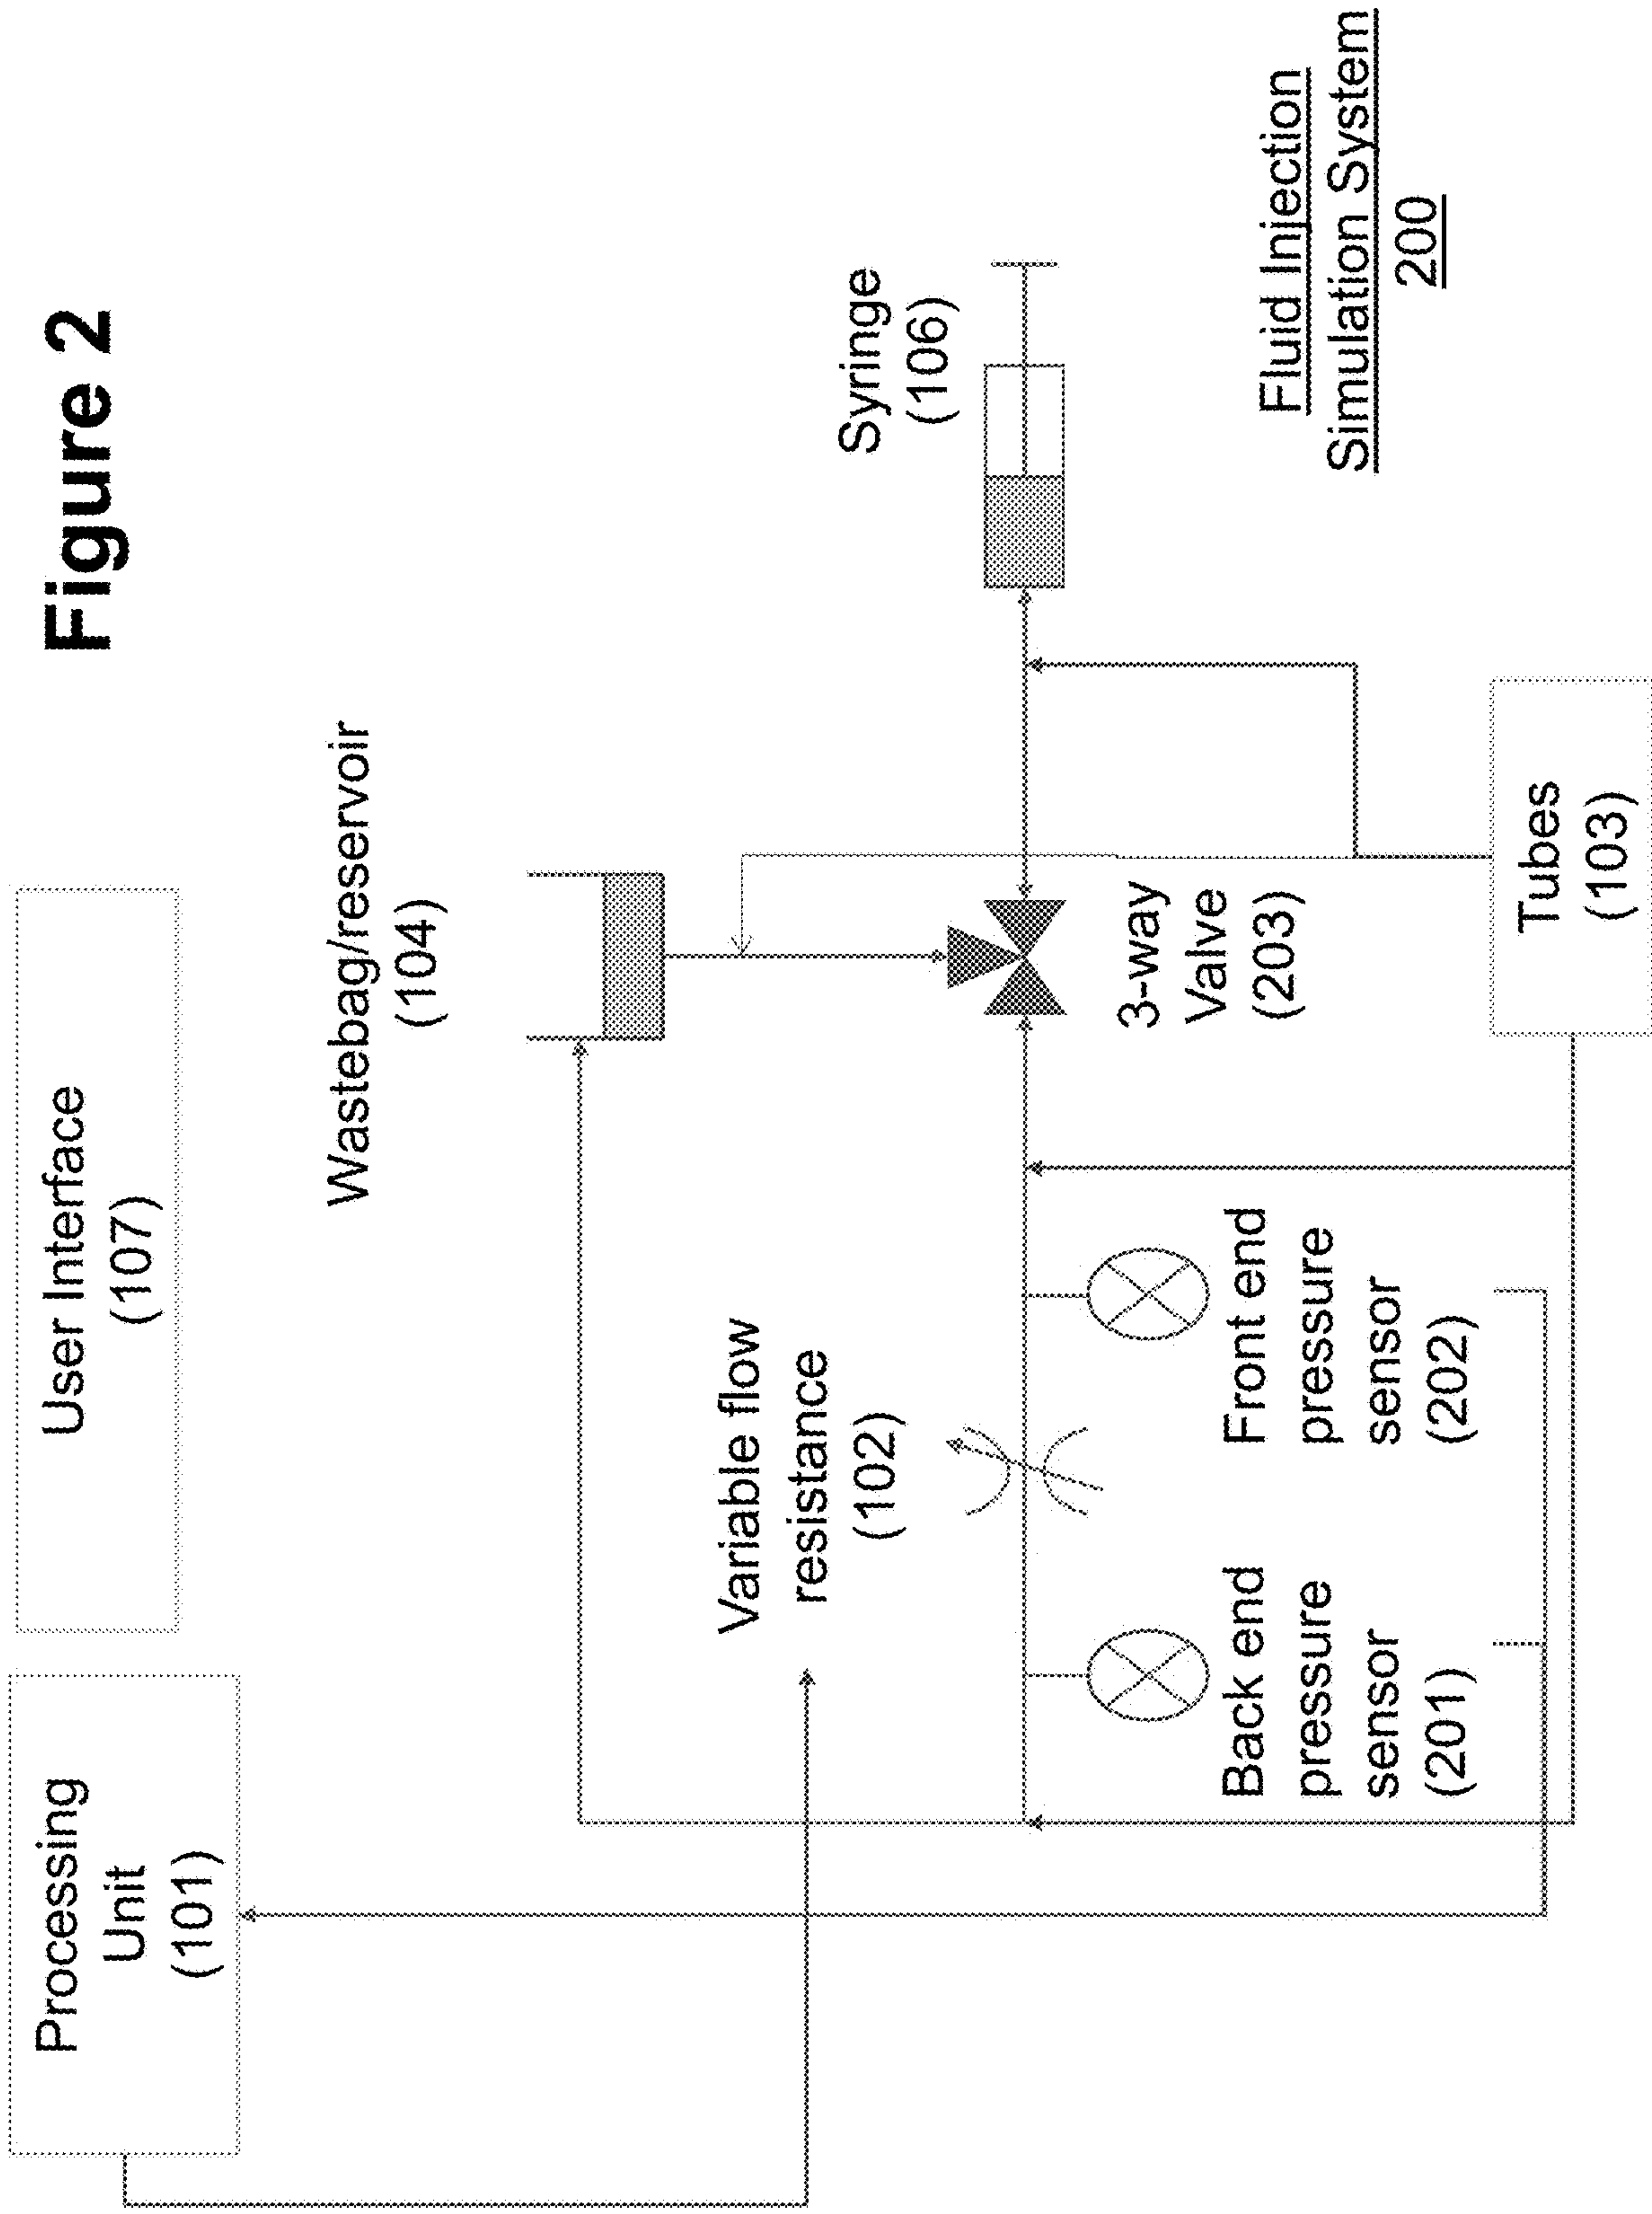 Figure 2
Processing
Unit
(101)
User Interface
(107)
Wastebag/reservoir
(104)
Variable flow
resistance
(102)
Syringe
(106)
3-way
Valve
(203)
Back end
pressure
sensor
(201)
Front end
pressure
sensor
(202)
Tubes
(103)
Fluid Injection
Simulation System
200